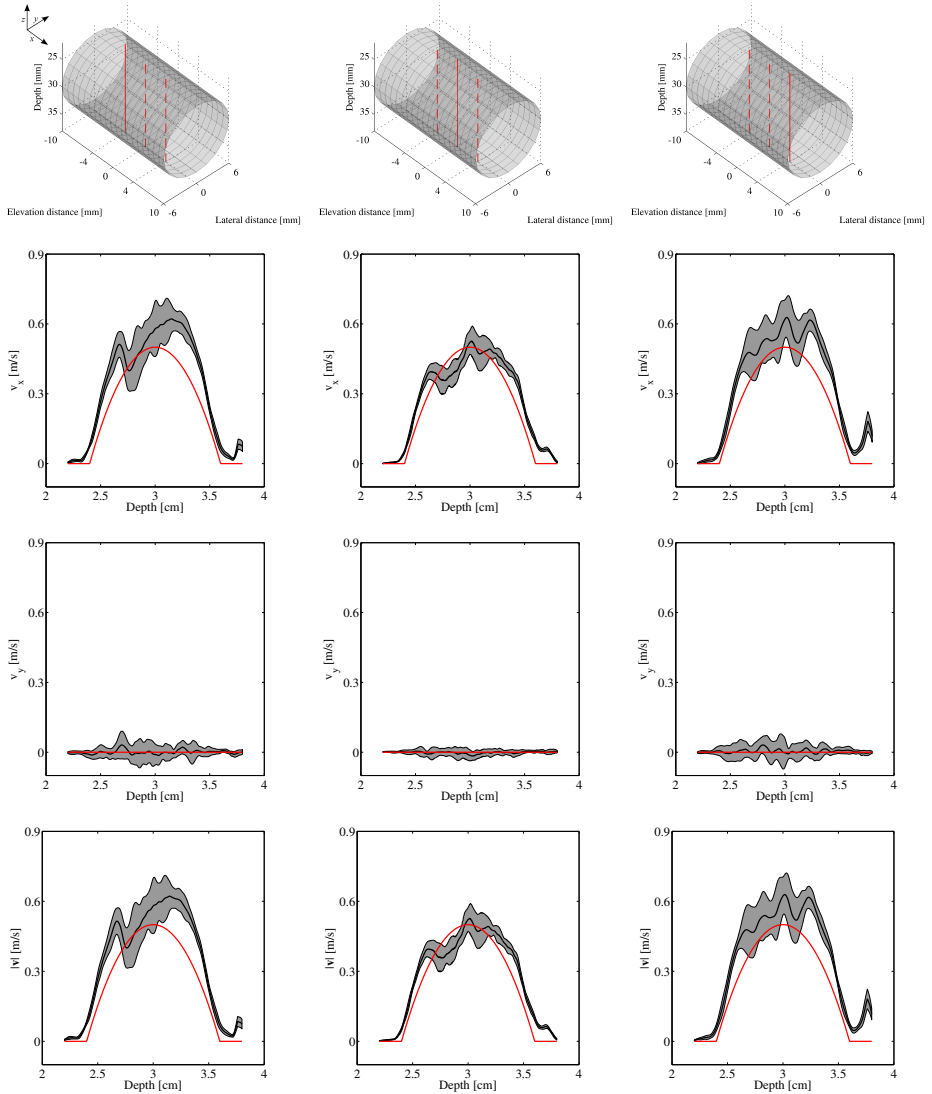 z y x
25 30 35 Depth [mm] -10 -4 0 4 10 Elevation distance [mm] -6 0 6 Lateral distance [mm]
25 30 35 Depth [mm] -10 -4 0 4 10 Elevation distance [mm] -6 0 6 Lateral distance [mm]
25 30 35 Depth [mm] -10 -4 0 4 10 Elevation distance [mm] -6 0 6 Lateral distance [mm]
0.9 0.6 0.3 0 v_x [m/s]
2 2.5 3 3.5 4
Depth [cm]
0.9 0.6 0.3 0 v_x [m/s]
2 2.5 3 3.5 4
Depth [cm]
0.9 0.6 0.3 0 v_x [m/s]
2 2.5 3 3.5 4
Depth [cm]
0.9 0.6 0.3 0 v_y [m/s]
2 2.5 3 3.5 4
Depth [cm]
0.9 0.6 0.3 0 v_y [m/s]
2 2.5 3 3.5 4
Depth [cm]
0.9 0.6 0.3 0 v_y [m/s]
2 2.5 3 3.5 4
Depth [cm]
0.9 0.6 0.3 0 |v| [m/s]
2 2.5 3 3.5 4
Depth [cm]
0.9 0.6 0.3 0 |v| [m/s]
2 2.5 3 3.5 4
Depth [cm]
0.9 0.6 0.3 0 |v| [m/s]
2 2.5 3 3.5 4
Depth [cm]